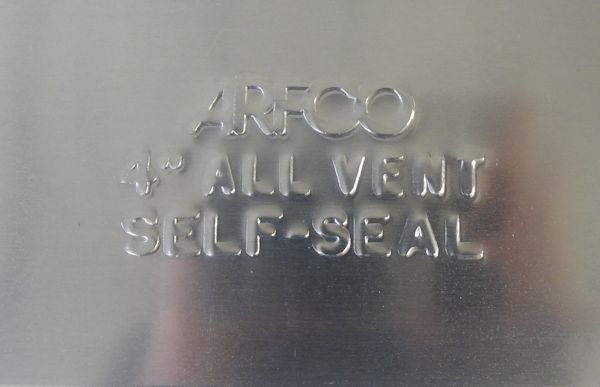 ARFCO
4" ALL VENT
SELF-SEAL